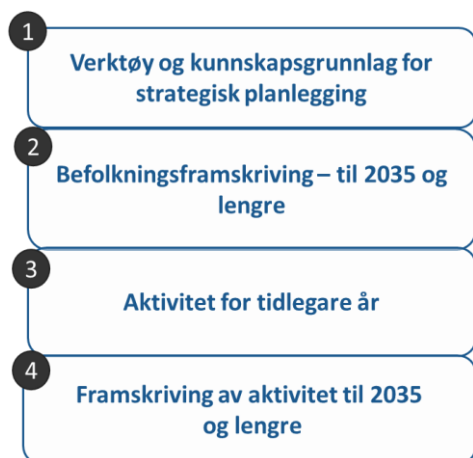 1
Verktøy og kunnskapsgrunnlag for
strategisk planlegging
2
Befolkningsframskriving – til 2035 og
lengre
3
Aktivitet for tidlegare år
4
Framskriving av aktivitet til 2035
og lengre